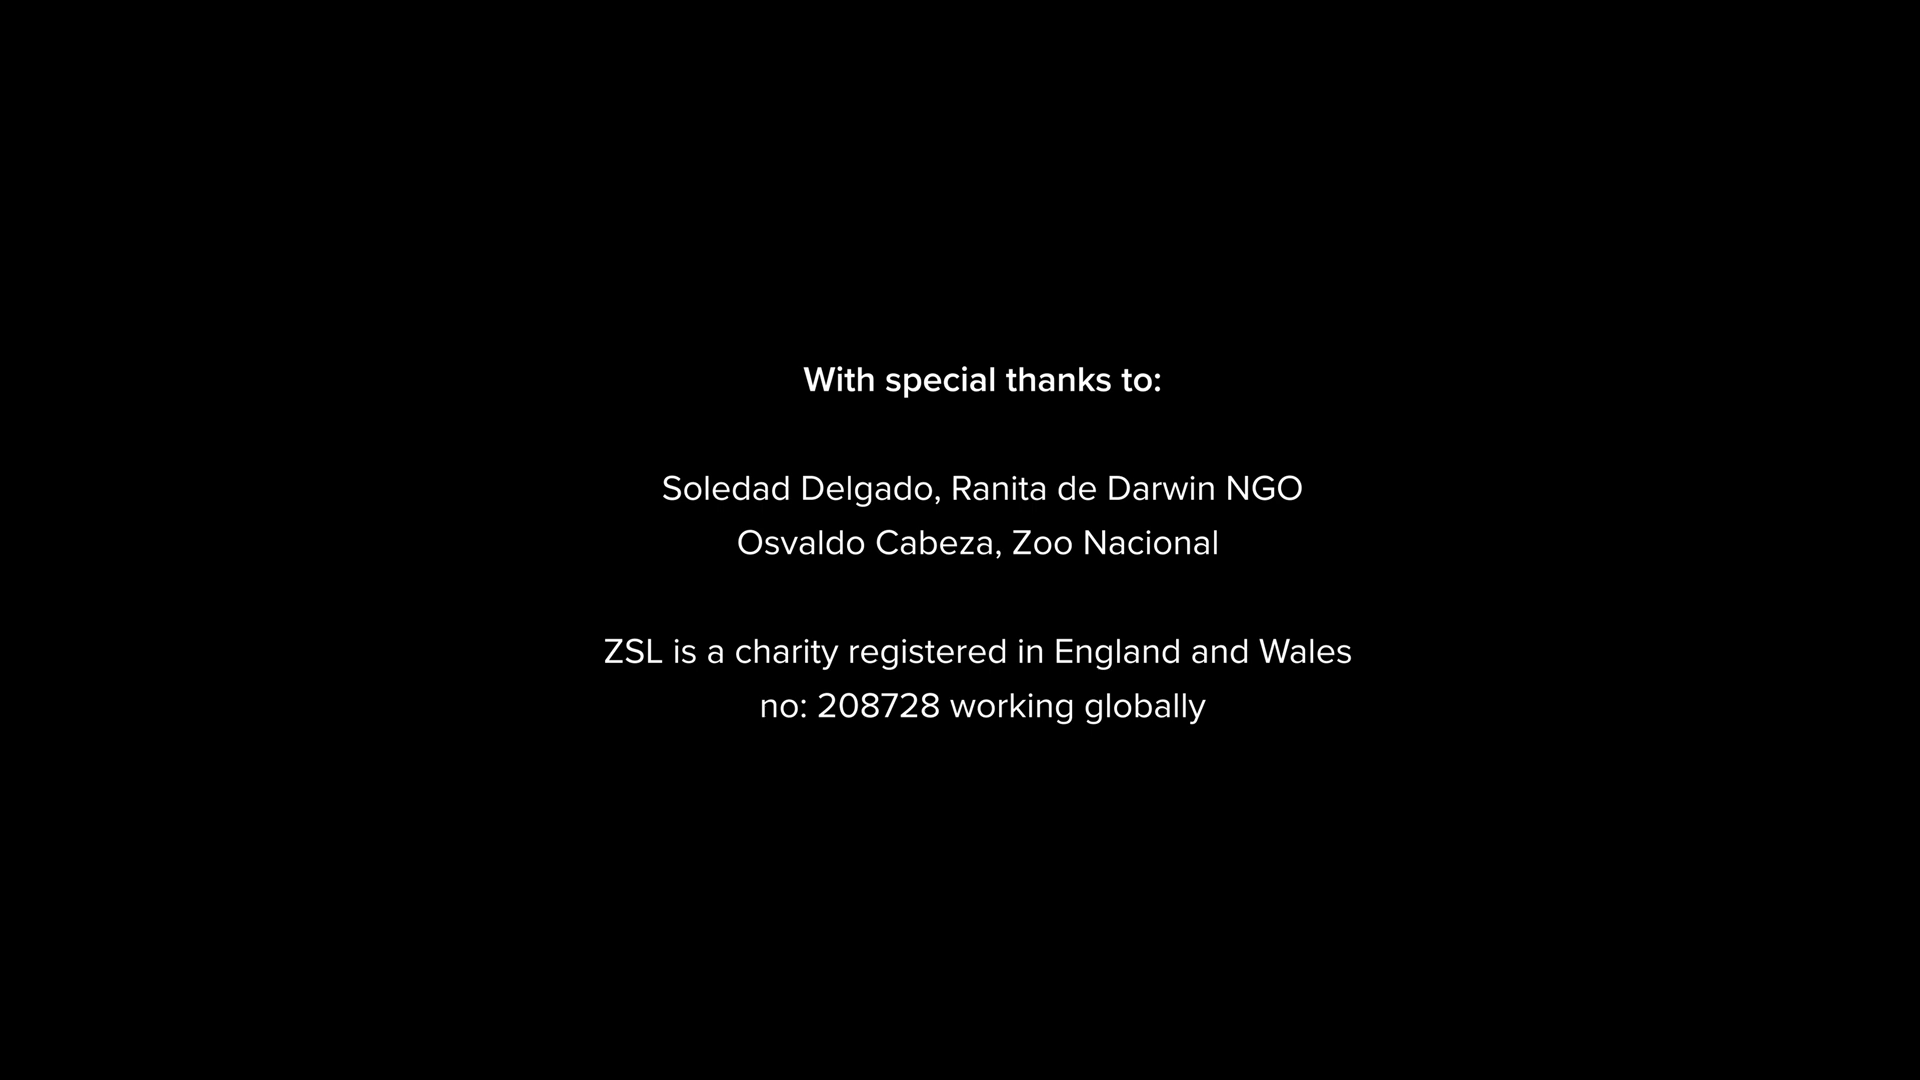 With special thanks to:
Soledad Delgado, Ranita de Darwin NGO
Osvaldo Cabeza, Zoo Nacional
ZSL is a charity registered in England and Wales
no: 208728 working globally